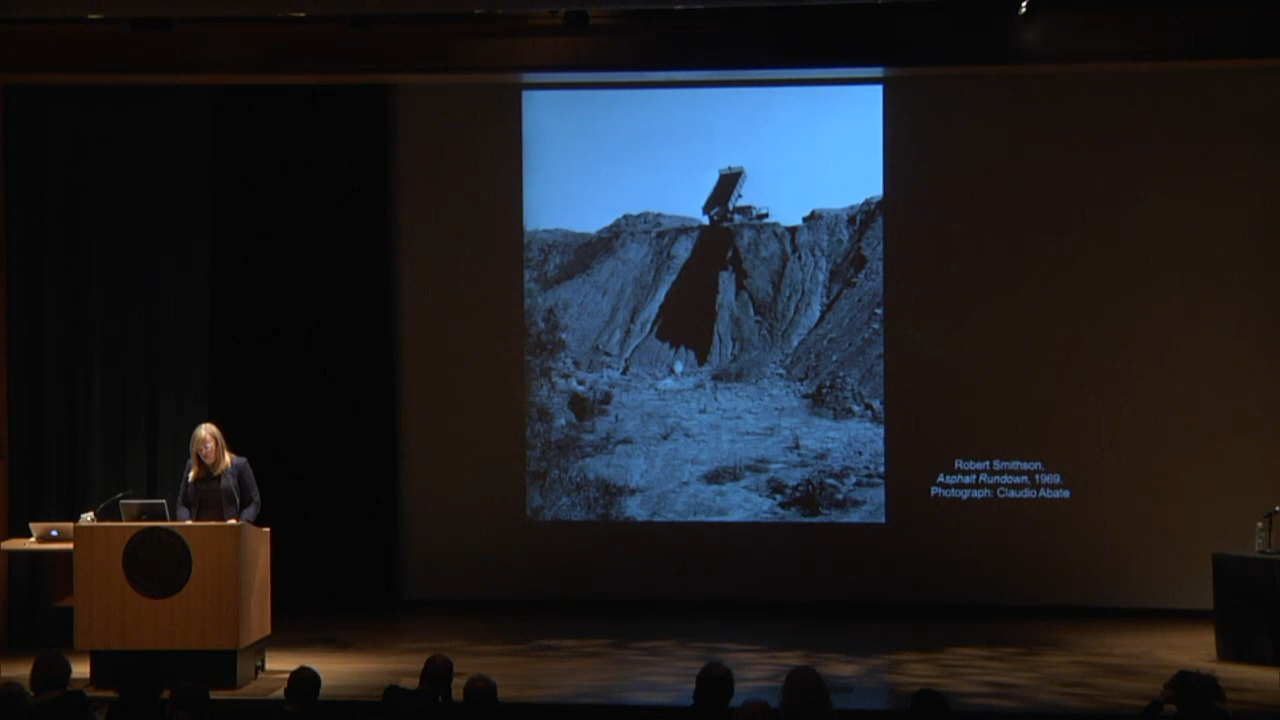 Robert Smithson,
Asphalt Rundown, 1969.
Photograph: Claudio Abate